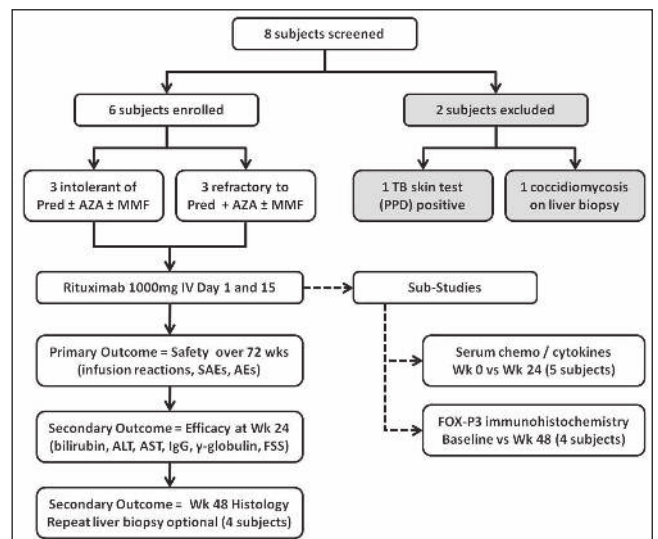 8 subjects screened
6 subjects enrolled
2 subjects excluded
3 intolerant of
Pred ± AZA ± MMF
3 refractory to
Pred + AZA ± MMF
1 TB skin test
(PPD) positive
1 coccidiomycosis
on liver biopsy
Rituximab 1000mg IV Day 1 and 15
Sub-Studies
Primary Outcome = Safety over 72 wks
(infusion reactions, SAEs, AEs)
Serum chemo / cytokines
Wk 0 vs Wk 24 (5 subjects)
Secondary Outcome = Efficacy at Wk 24
(bilirubin, ALT, AST, IgG, γ-globulin, FSS)
FOX-P3 immunohistochemistry
Baseline vs Wk 48 (4 subjects)
Secondary Outcome = Wk 48 Histology
Repeat liver biopsy optional (4 subjects)